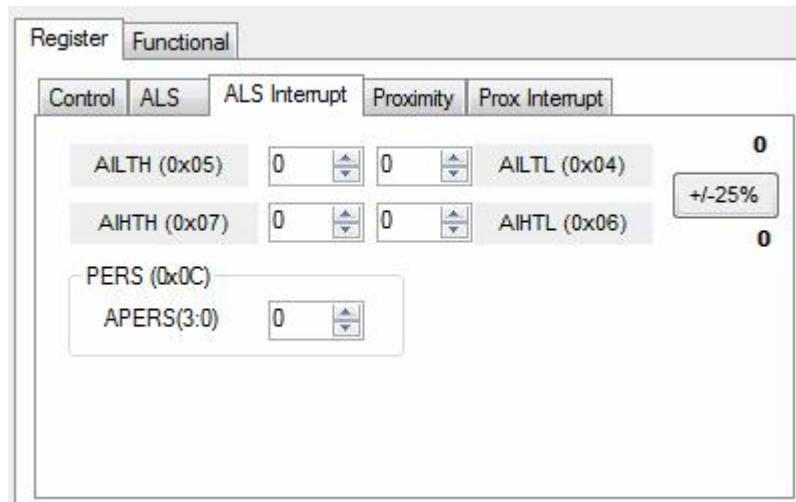 Register Functional
Control ALS ALS Interrupt Proximity Prox Interrupt
0
AILTH (0x05) 0 0 AILTL (0x04)
+/-25%
AIHTH (0x07) 0 0 AIHTL (0x06)
0
PERS (0x0C)
APERS(3:0) 0